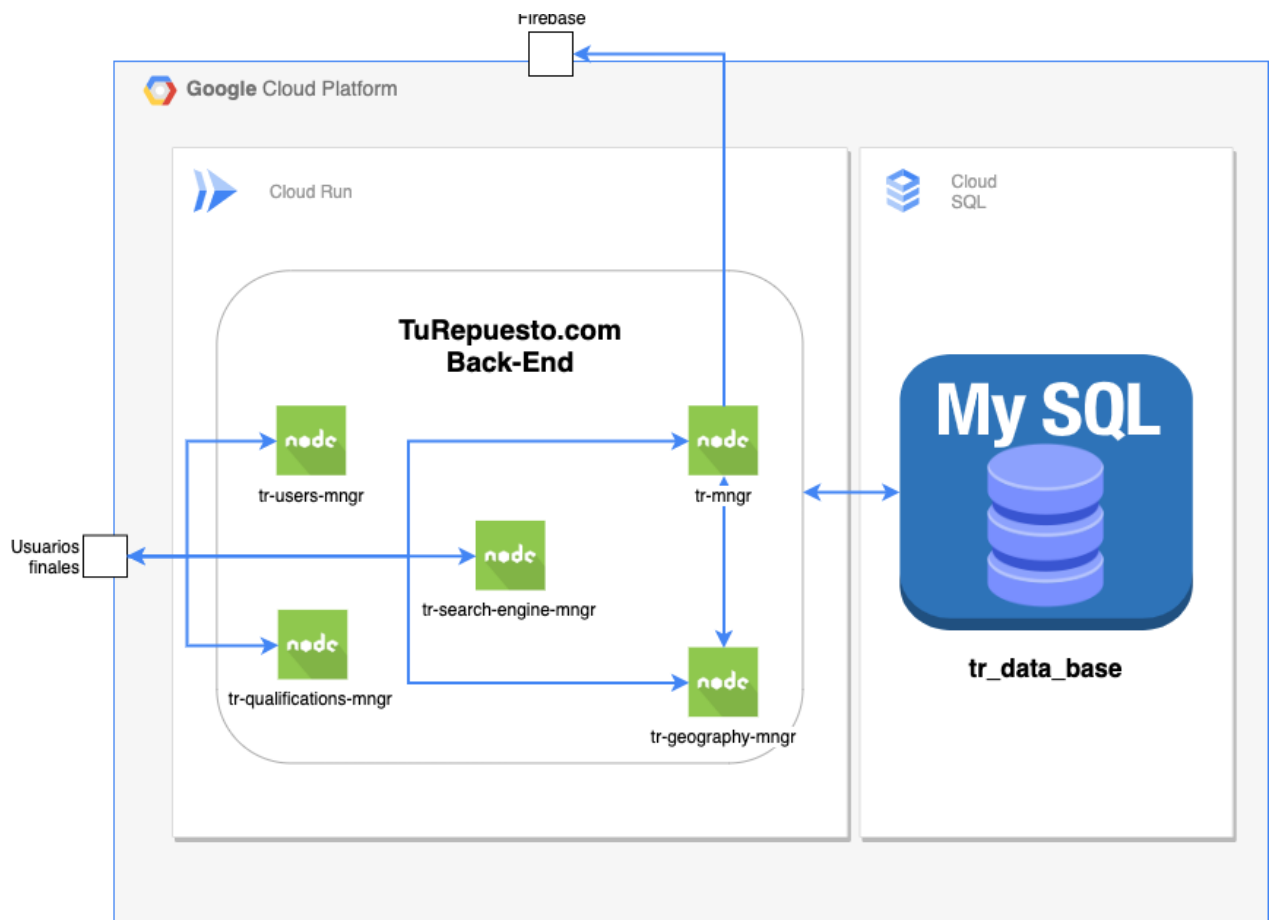 Firebase
Google Cloud Platform
Cloud Run
Cloud
SQL
TuRepuesto.com
Back-End
node
tr-users-mngr
node
tr-mngr
My SQL
Usuarios
finales
node
tr-search-engine-mngr
node
tr-qualifications-mngr
node
tr-geography-mngr
tr_data_base